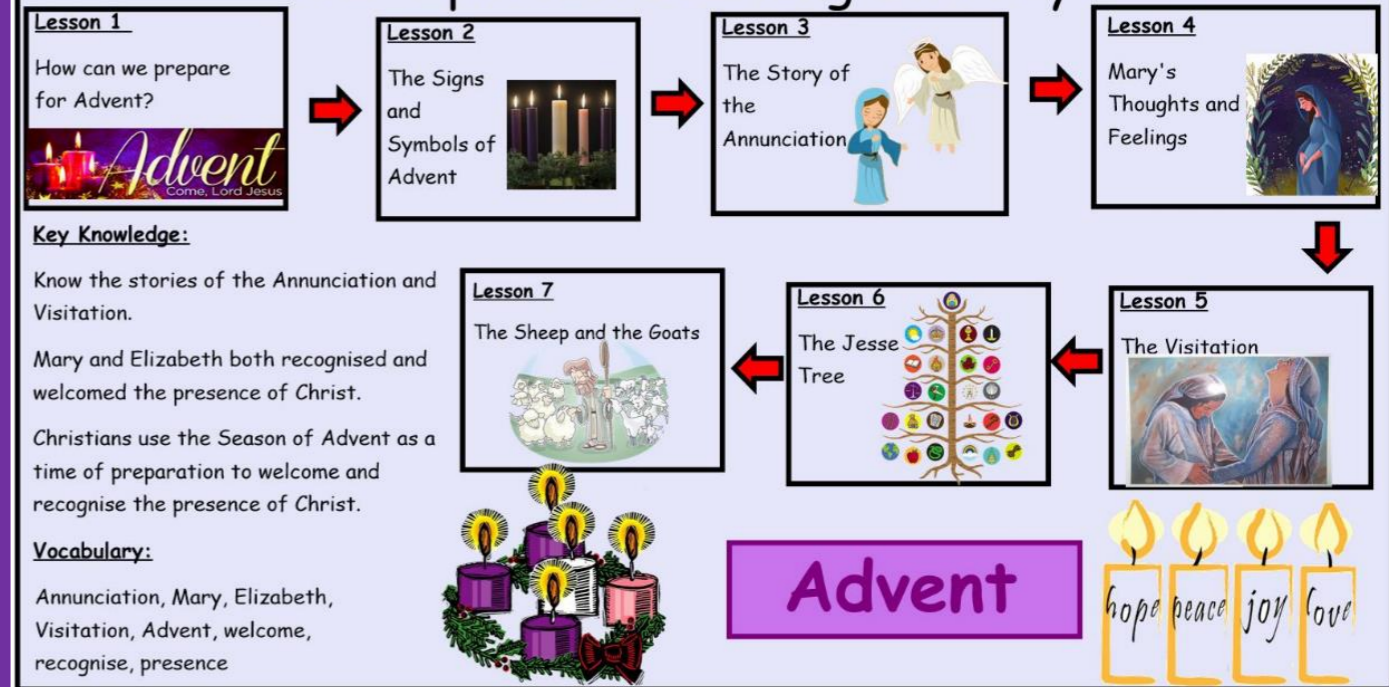 Lesson 1
How can we prepare
for Advent?
Advent
Come, Lord Jesus
Lesson 2
The Signs
and
Symbols of
Advent
Lesson 3
The Story of
the
Annunciation
Lesson 4
Mary's
Thoughts and
Feelings
Lesson 5
The Visitation
Lesson 6
The Jesse
Tree
Lesson 7
The Sheep and the Goats
Key Knowledge:
Know the stories of the Annunciation and
Visitation.
Mary and Elizabeth both recognised and
welcomed the presence of Christ.
Christians use the Season of Advent as a
time of preparation to welcome and
recognise the presence of Christ.
Vocabulary:
Annunciation, Mary, Elizabeth,
Visitation, Advent, welcome,
recognise, presence
Advent
hope peace joy love